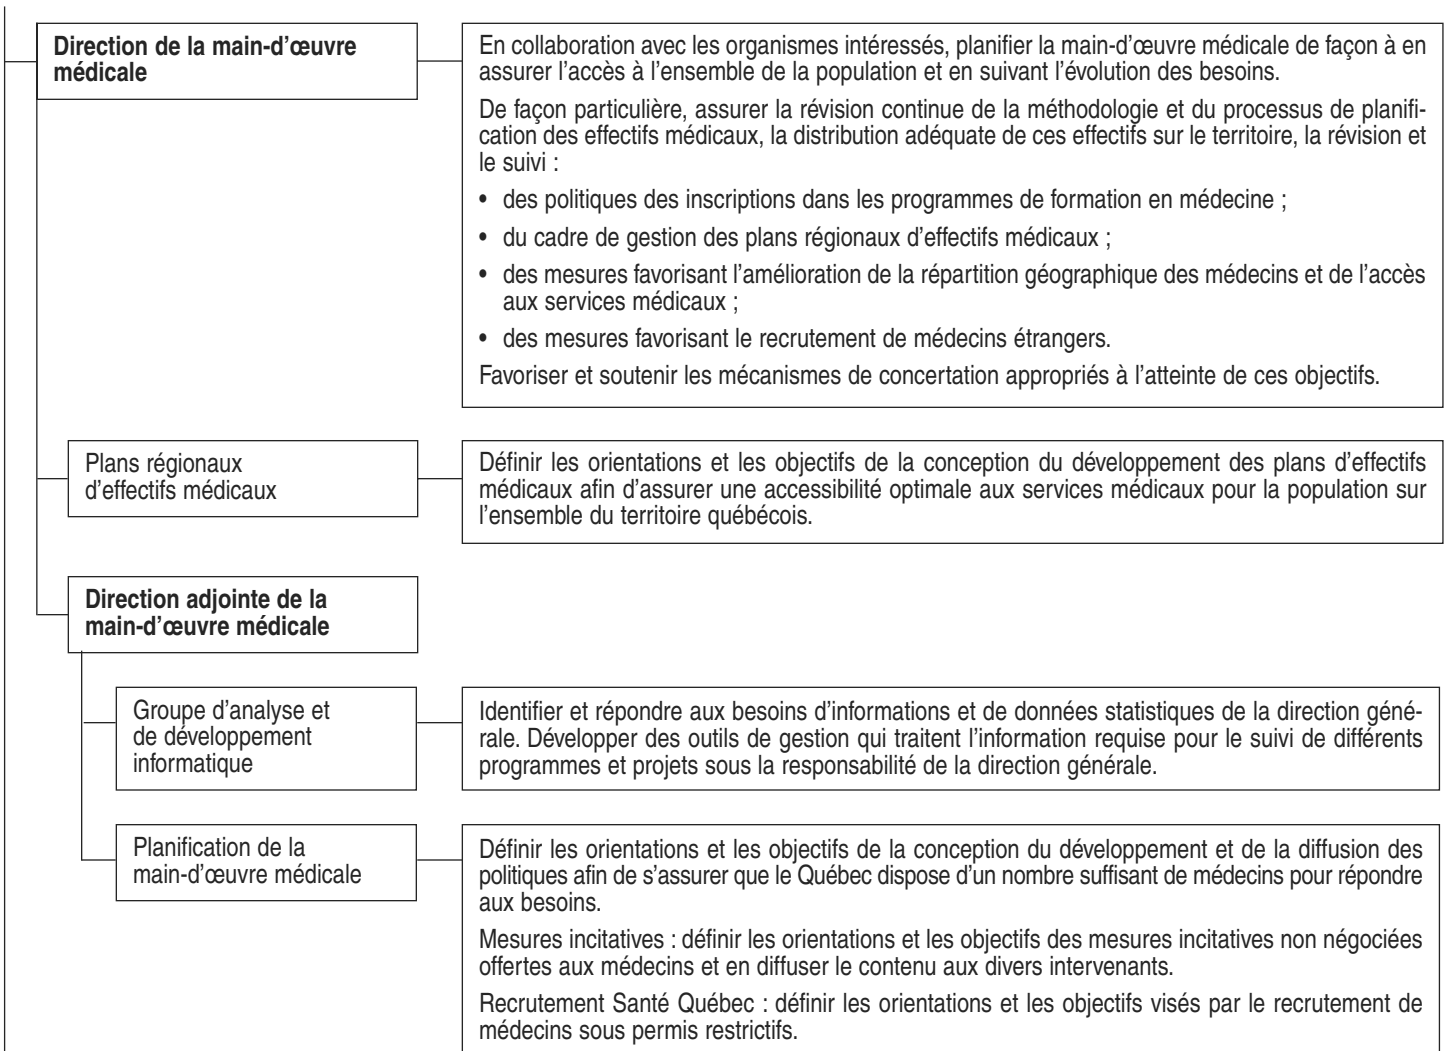 Direction de la main-d'œuvre
médicale
En collaboration avec les organismes intéressés, planifier la main-d'œuvre médicale de façon à en
assurer l'accès à l'ensemble de la population et en suivant l'évolution des besoins.
De façon particulière, assurer la révision continue de la méthodologie et du processus de planifi-
cation des effectifs médicaux, la distribution adéquate de ces effectifs sur le territoire, la révision et
le suivi :
• des politiques des inscriptions dans les programmes de formation en médecine ;
• du cadre de gestion des plans régionaux d'effectifs médicaux ;
• des mesures favorisant l'amélioration de la répartition géographique des médecins et de l'accès
aux services médicaux ;
• des mesures favorisant le recrutement de médecins étrangers.
Favoriser et soutenir les mécanismes de concertation appropriés à l'atteinte de ces objectifs.
Plans régionaux
d'effectifs médicaux
Définir les orientations et les objectifs de la conception du développement des plans d'effectifs
médicaux afin d'assurer une accessibilité optimale aux services médicaux pour la population sur
l'ensemble du territoire québécois.
Direction adjointe de la
main-d'œuvre médicale
Groupe d'analyse et
de développement
informatique
Identifier et répondre aux besoins d'informations et de données statistiques de la direction géné-
rale. Développer des outils de gestion qui traitent l'information requise pour le suivi de différents
programmes et projets sous la responsabilité de la direction générale.
Planification de la
main-d'œuvre médicale
Définir les orientations et les objectifs de la conception du développement et de la diffusion des
politiques afin de s'assurer que le Québec dispose d'un nombre suffisant de médecins pour répondre
aux besoins.
Mesures incitatives : définir les orientations et les objectifs des mesures incitatives non négociées
offertes aux médecins et en diffuser le contenu aux divers intervenants.
Recrutement Santé Québec : définir les orientations et les objectifs visés par le recrutement de
médecins sous permis restrictifs.